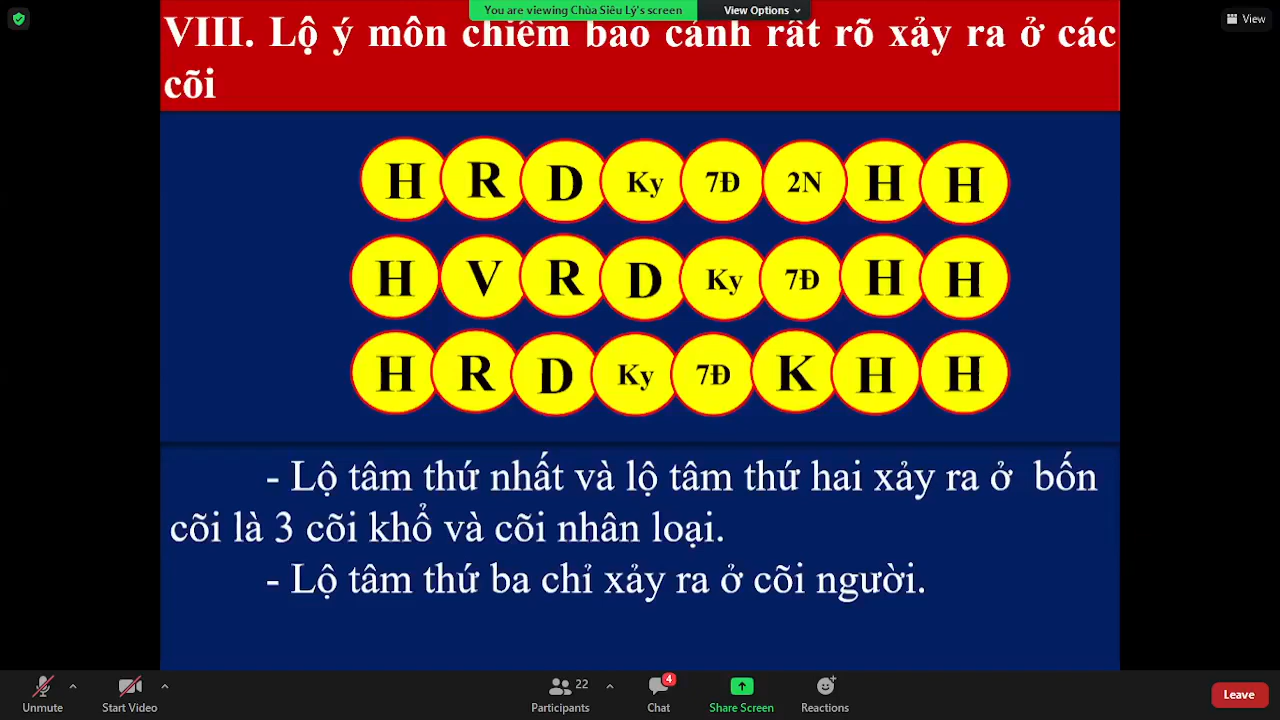 You are viewing Chùa Siêu Lý's screen
View Options
View
VIII. Lộ ý môn chiêm bao cảnh rất rõ xảy ra ở các
cõi
H R D Ky 7Đ 2N H H
H V R D Ky 7Đ H H
H R D Ky 7Đ K H H
- Lộ tâm thứ nhất và lộ tâm thứ hai xảy ra ở bốn
cõi là 3 cõi khổ và cõi nhân loại.
- Lộ tâm thứ ba chỉ xảy ra ở cõi người.
22
4
Unmute
Start Video
Participants
Chat
Share Screen
Reactions
Leave